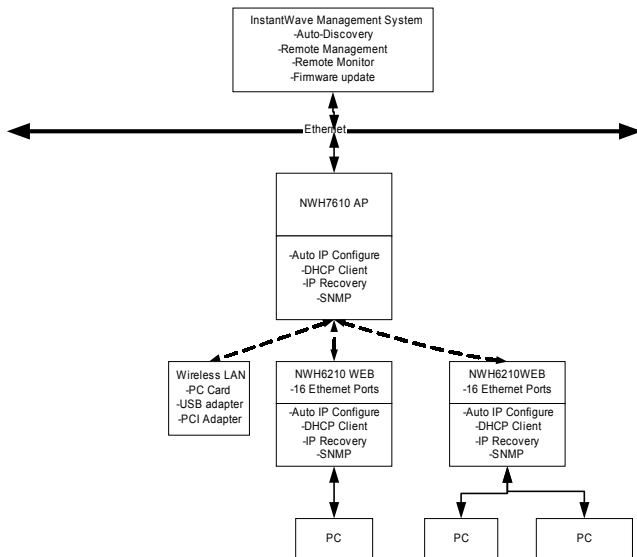 InstantWave Management System
-Auto-Discovery
-Remote Management
-Remote Monitor
-Firmware update
Ethernet
NWH7610 AP
-Auto IP Configure
-DHCP Client
-IP Recovery
-SNMP
Wireless LAN
-PC Card
-USB adapter
-PCI Adapter
NWH6210 WEB
-16 Ethernet Ports
-Auto IP Configure
-DHCP Client
-IP Recovery
-SNMP
NWH6210WEB
-16 Ethernet Ports
-Auto IP Configure
-DHCP Client
-IP Recovery
-SNMP
PC
PC
PC